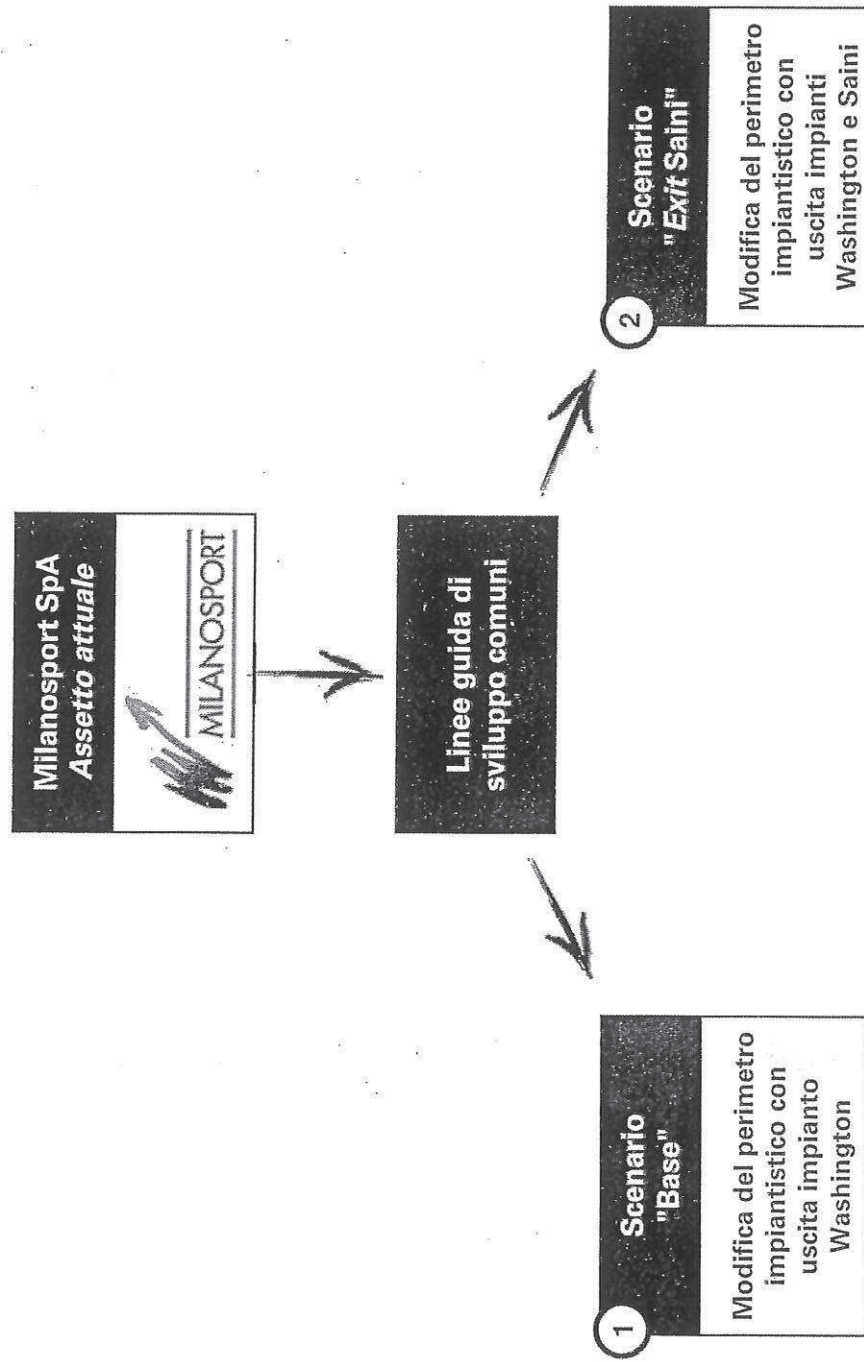 Milanosport SpA
Assetto attuale
MILANOSPORT
Linee guida di
sviluppo comuni
1
Scenario
"Base"
Modifica del perimetro
impiantistico con
uscita impianto
Washington
2
Scenario
"Exit Saini"
Modifica del perimetro
impiantistico con
uscita impianti
Washington e Saini